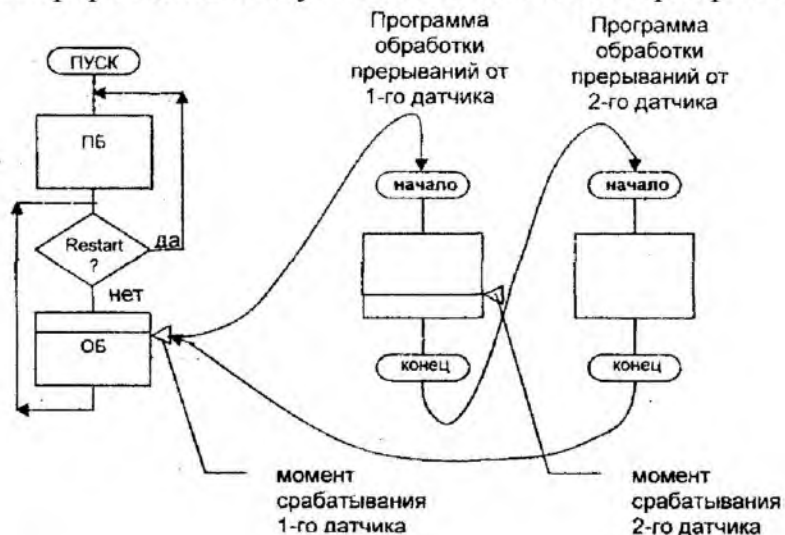 Программа
обработки
прерываний от
1-го датчика
Программа
обработки
прерываний от
2-го датчика
ПУСК
ПБ
Restart
?
да
нет
ОБ
начало
конец
начало
конец
момент
срабатывания
1-го датчика
момент
срабатывания
2-го датчика